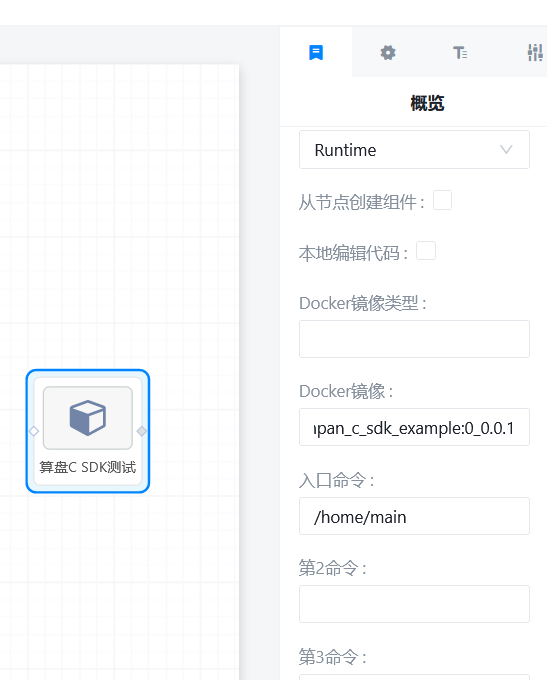 概览
Runtime
从节点创建组件 :
本地编辑代码 :
Docker镜像类型 :
Docker镜像 :
pan_c_sdk_example:0_0.0.1
入口命令 :
/home/main
第2命令 :
第3命令 :
算盘C SDK测试